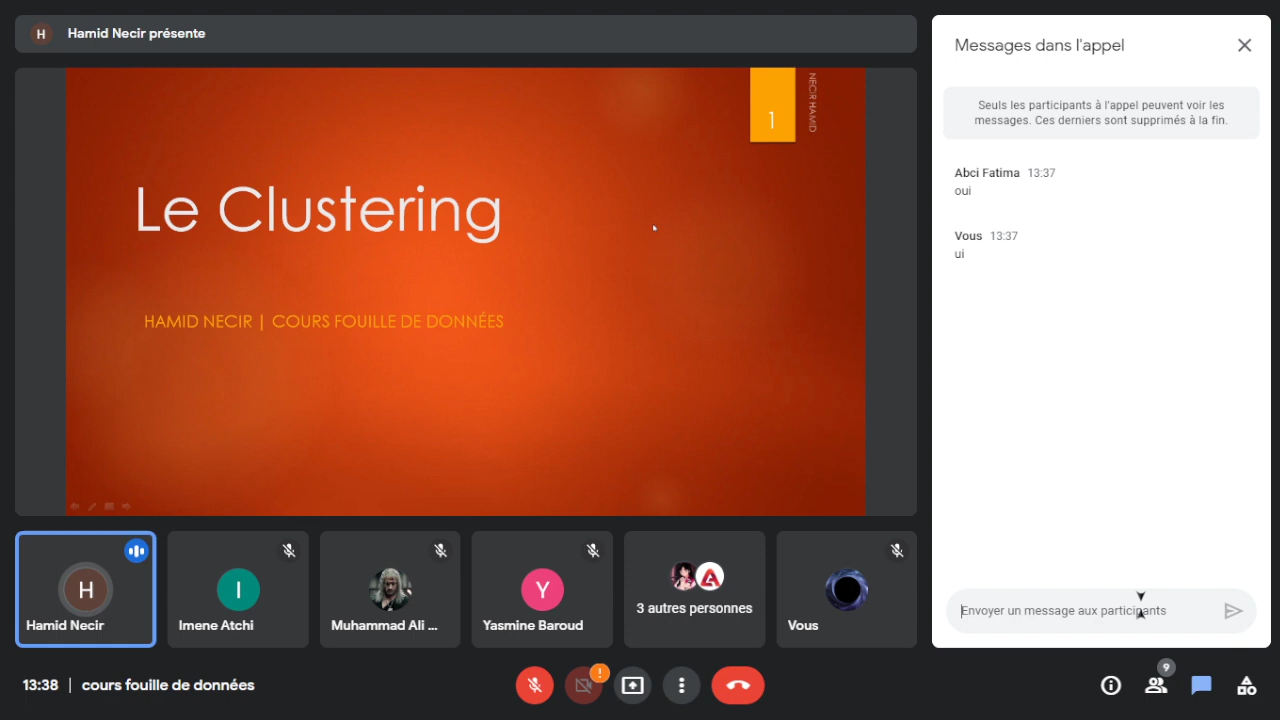 H
Hamid Necir présente
1
NECIR HAMID
Le Clustering
HAMID NECIR | COURS FOUILLE DE DONNÉES
H
Hamid Necir
I
Imene Atchi
Muhammad Ali ...
Y
Yasmine Baroud
3 autres personnes
Vous
13:38 | cours fouille de données
!
Messages dans l'appel
Seuls les participants à l'appel peuvent voir les
messages. Ces derniers sont supprimés à la fin.
Abci Fatima 13:37
oui
Vous 13:37
ui
Envoyer un message aux participants
9